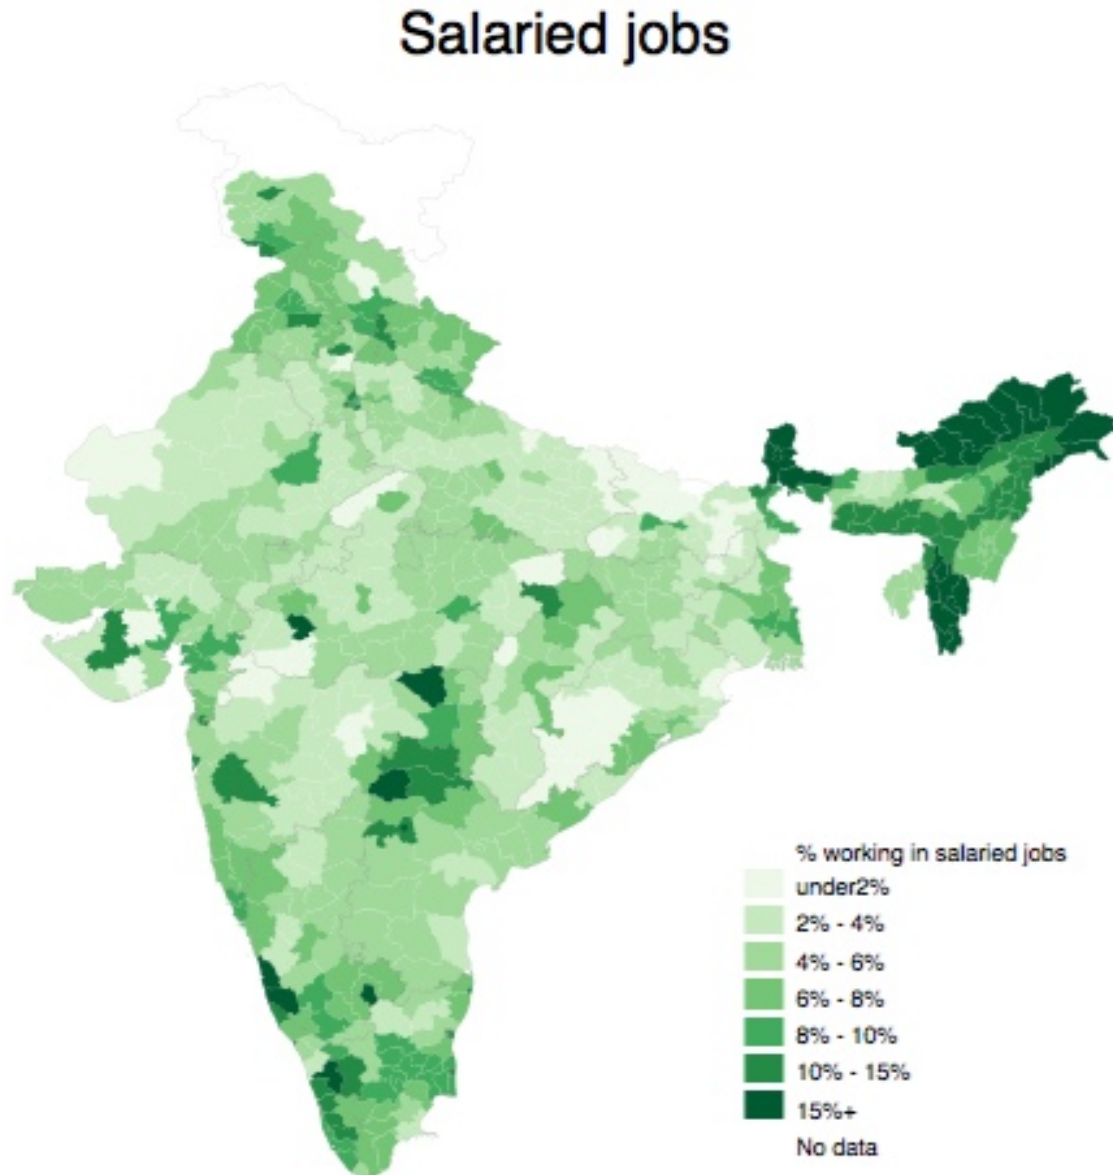 Salaried jobs
% working in salaried jobs
under2%
2% - 4%
4% - 6%
6% - 8%
8% - 10%
10% - 15%
15%+
No data